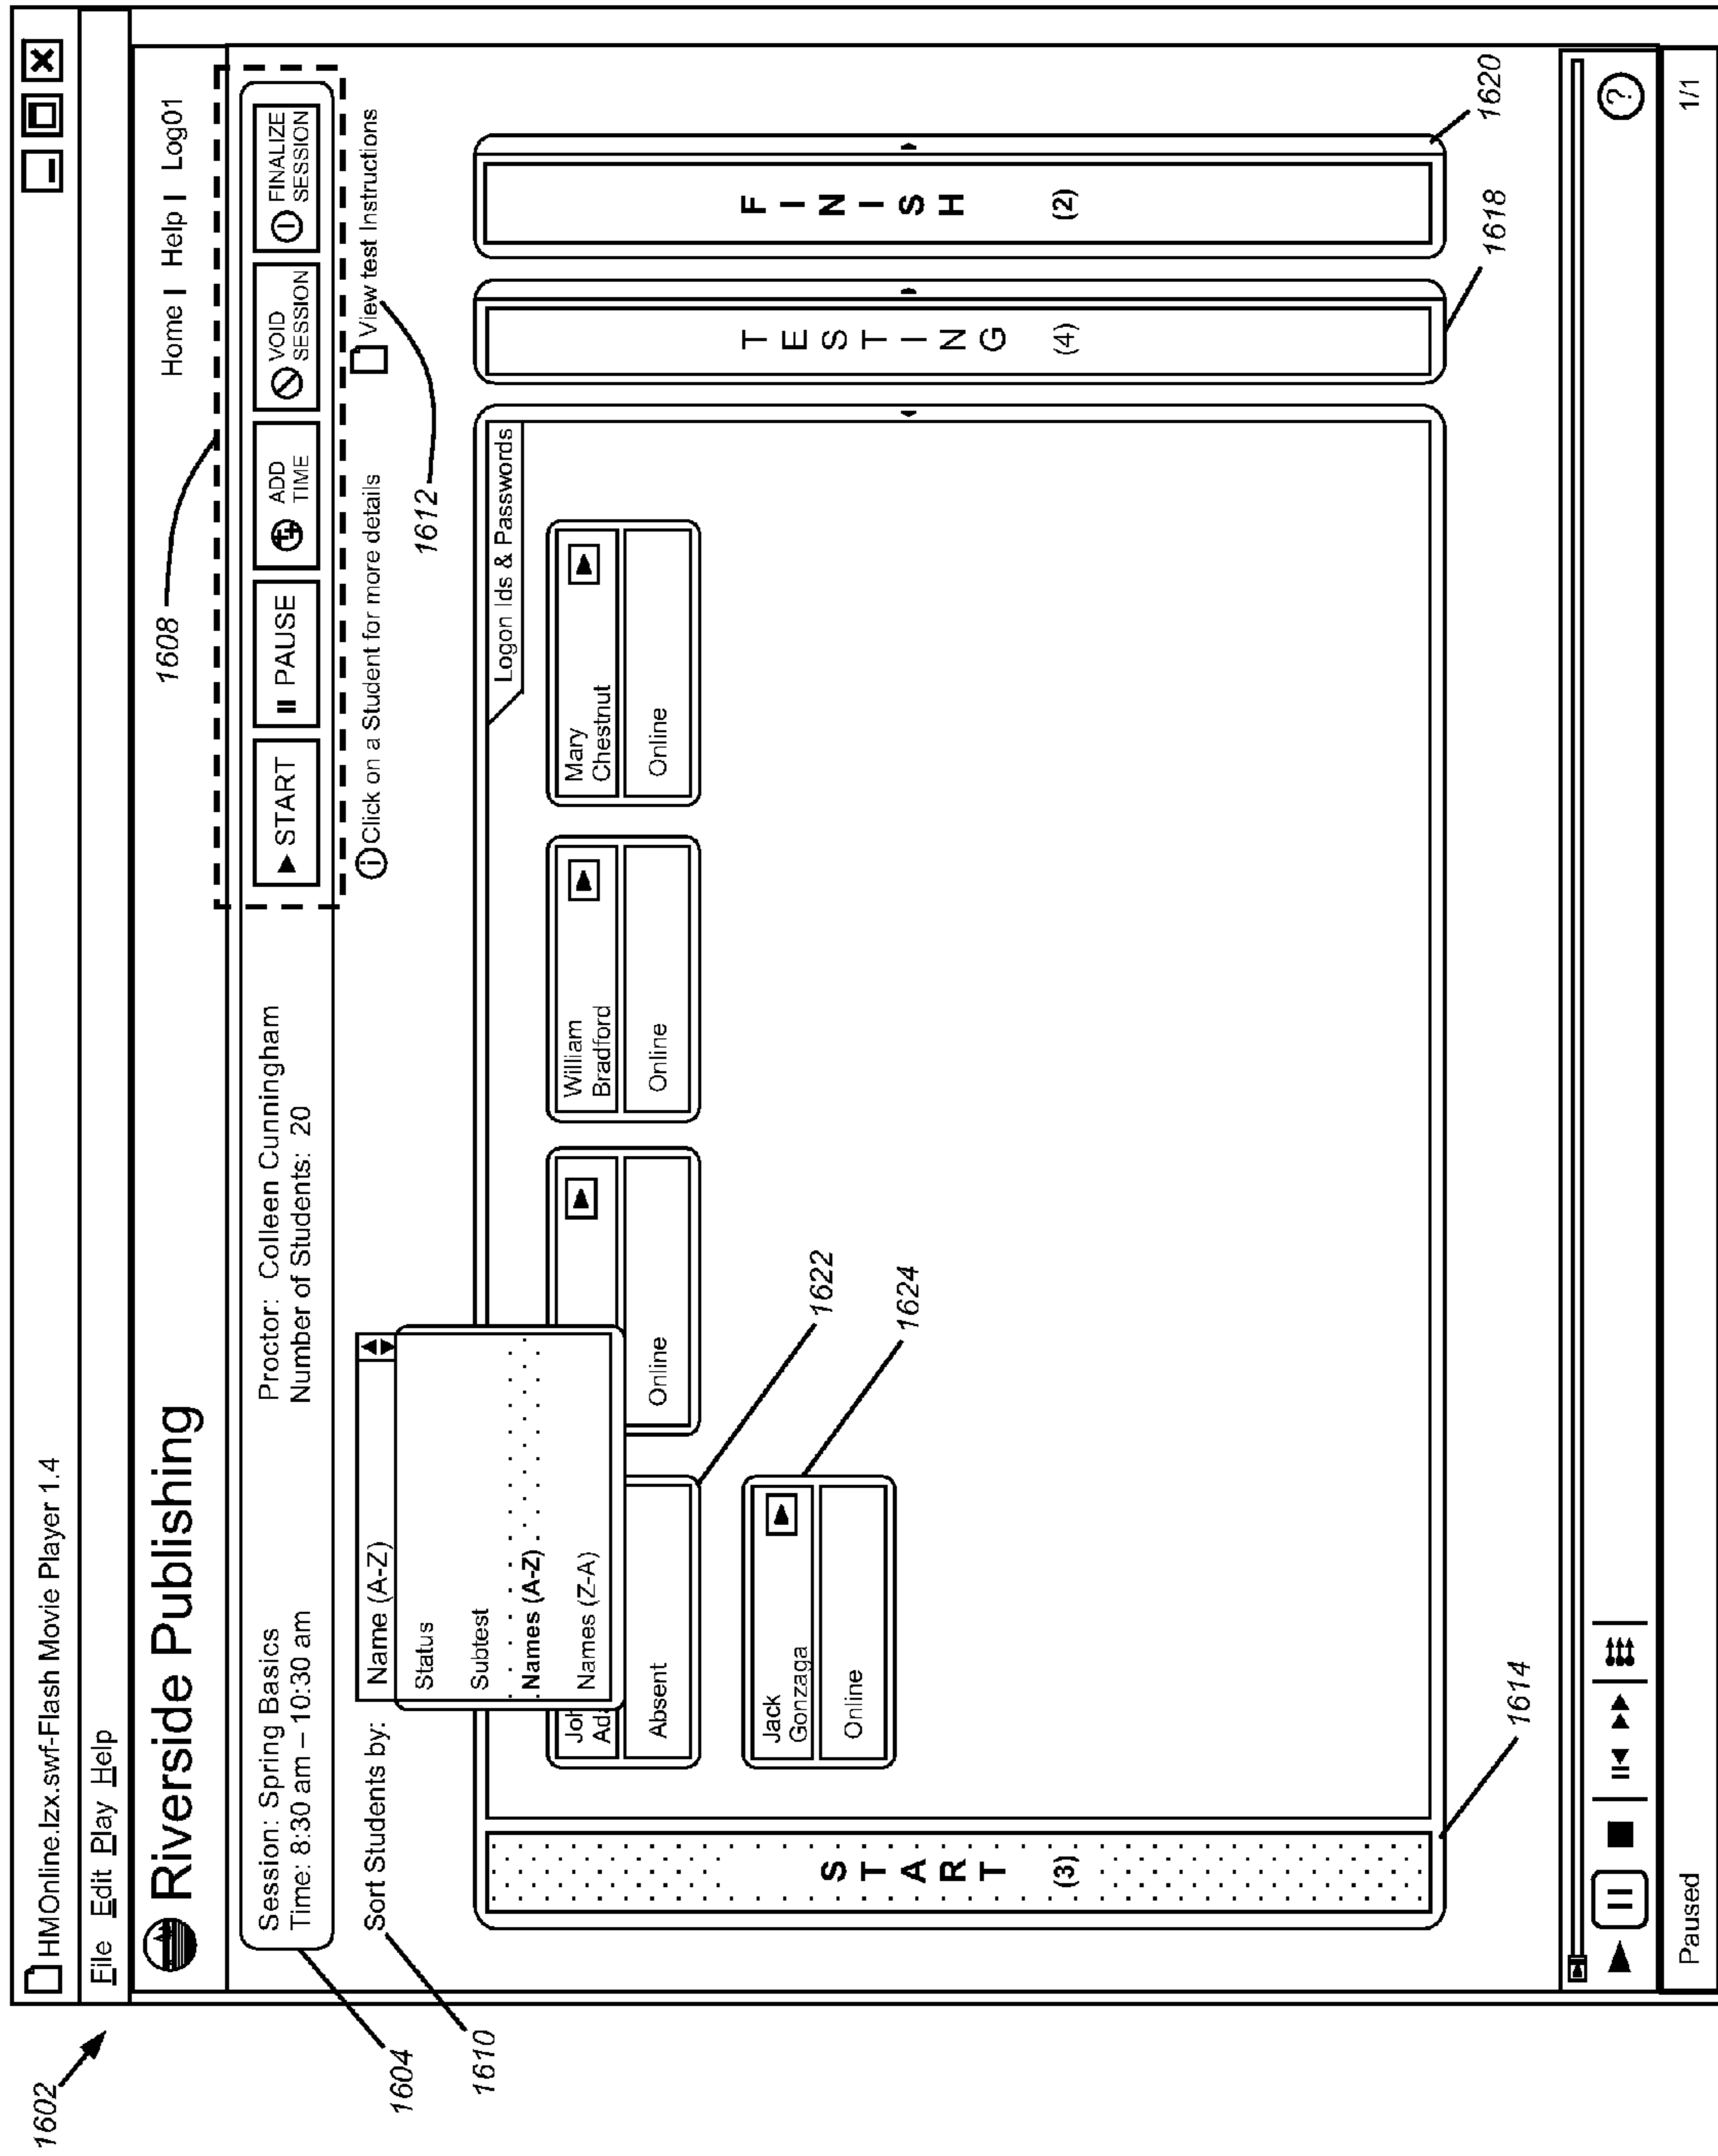 1602
HMOnline.lzx.swf-Flash Movie Player 1.4
File Edit Play Help
Riverside Publishing
Home | Help | Log01
1608
Session: Spring Basics
Time: 8:30 am – 10:30 am
Proctor: Colleen Cunningham
Number of Students: 20
START
PAUSE
ADD
TIME
VOID
SESSION
FINALIZE
SESSION
1604
Sort Students by:
Name (A-Z)
Click on a Student for more details
View test Instructions
1610
1612
Status
Subtest
Names (A-Z)
Names (Z-A)
Logon Ids & Passwords
Joh
Ada
Absent
Online
William
Bradford
Online
Mary
Chestnut
Online
1622
Jack
Gonzaga
Online
1624
START
(3)
TESTING
(4)
FINISH
(2)
1614
1618
1620
?
Paused
1/1